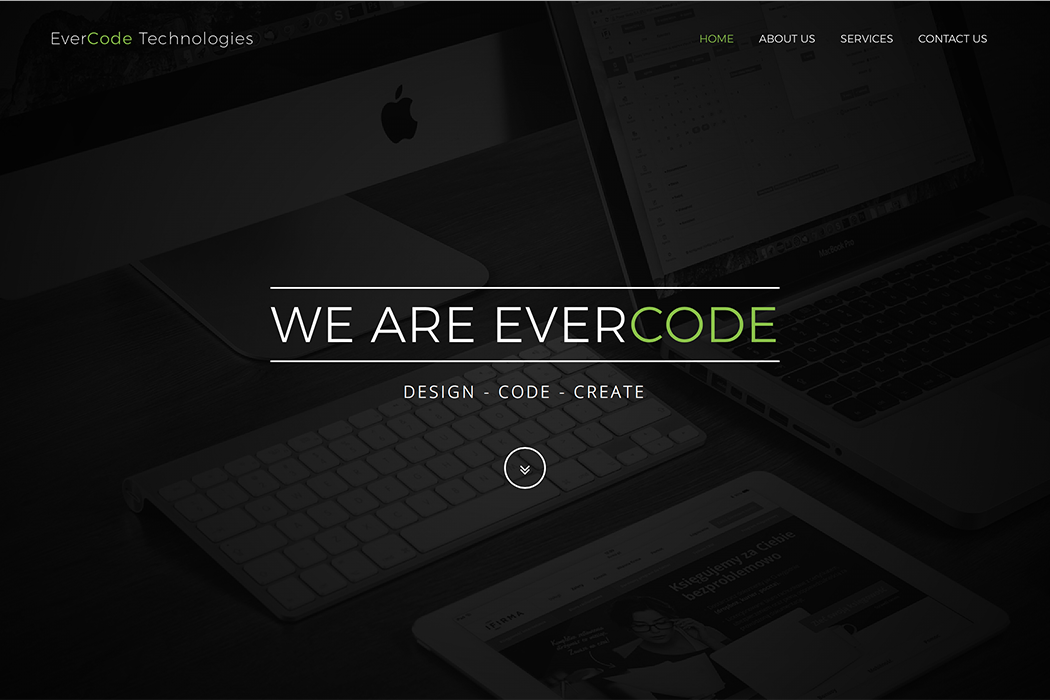 EverCode Technologies
HOME
ABOUT US
SERVICES
CONTACT US
WE ARE EVERCODE
DESIGN - CODE - CREATE
MacBook Pro
Księgujemy za Ciebie
bezproblemowo
IFIRMA